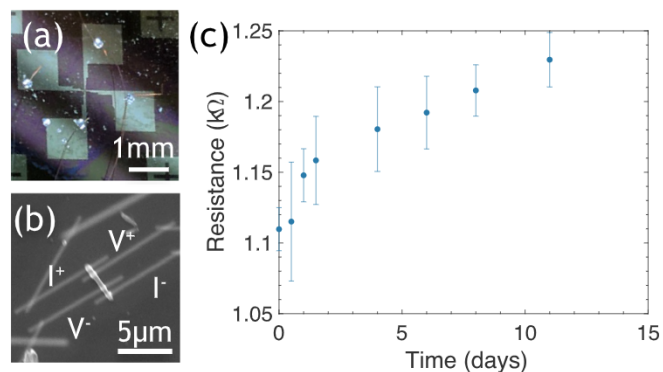 (a)
1mm
(b)
V⁺
I⁺
I⁻
V⁻
5μm
(c)
1.25
1.2
1.15
1.1
1.05
Resistance (kΩ)
0
5
10
15
Time (days)